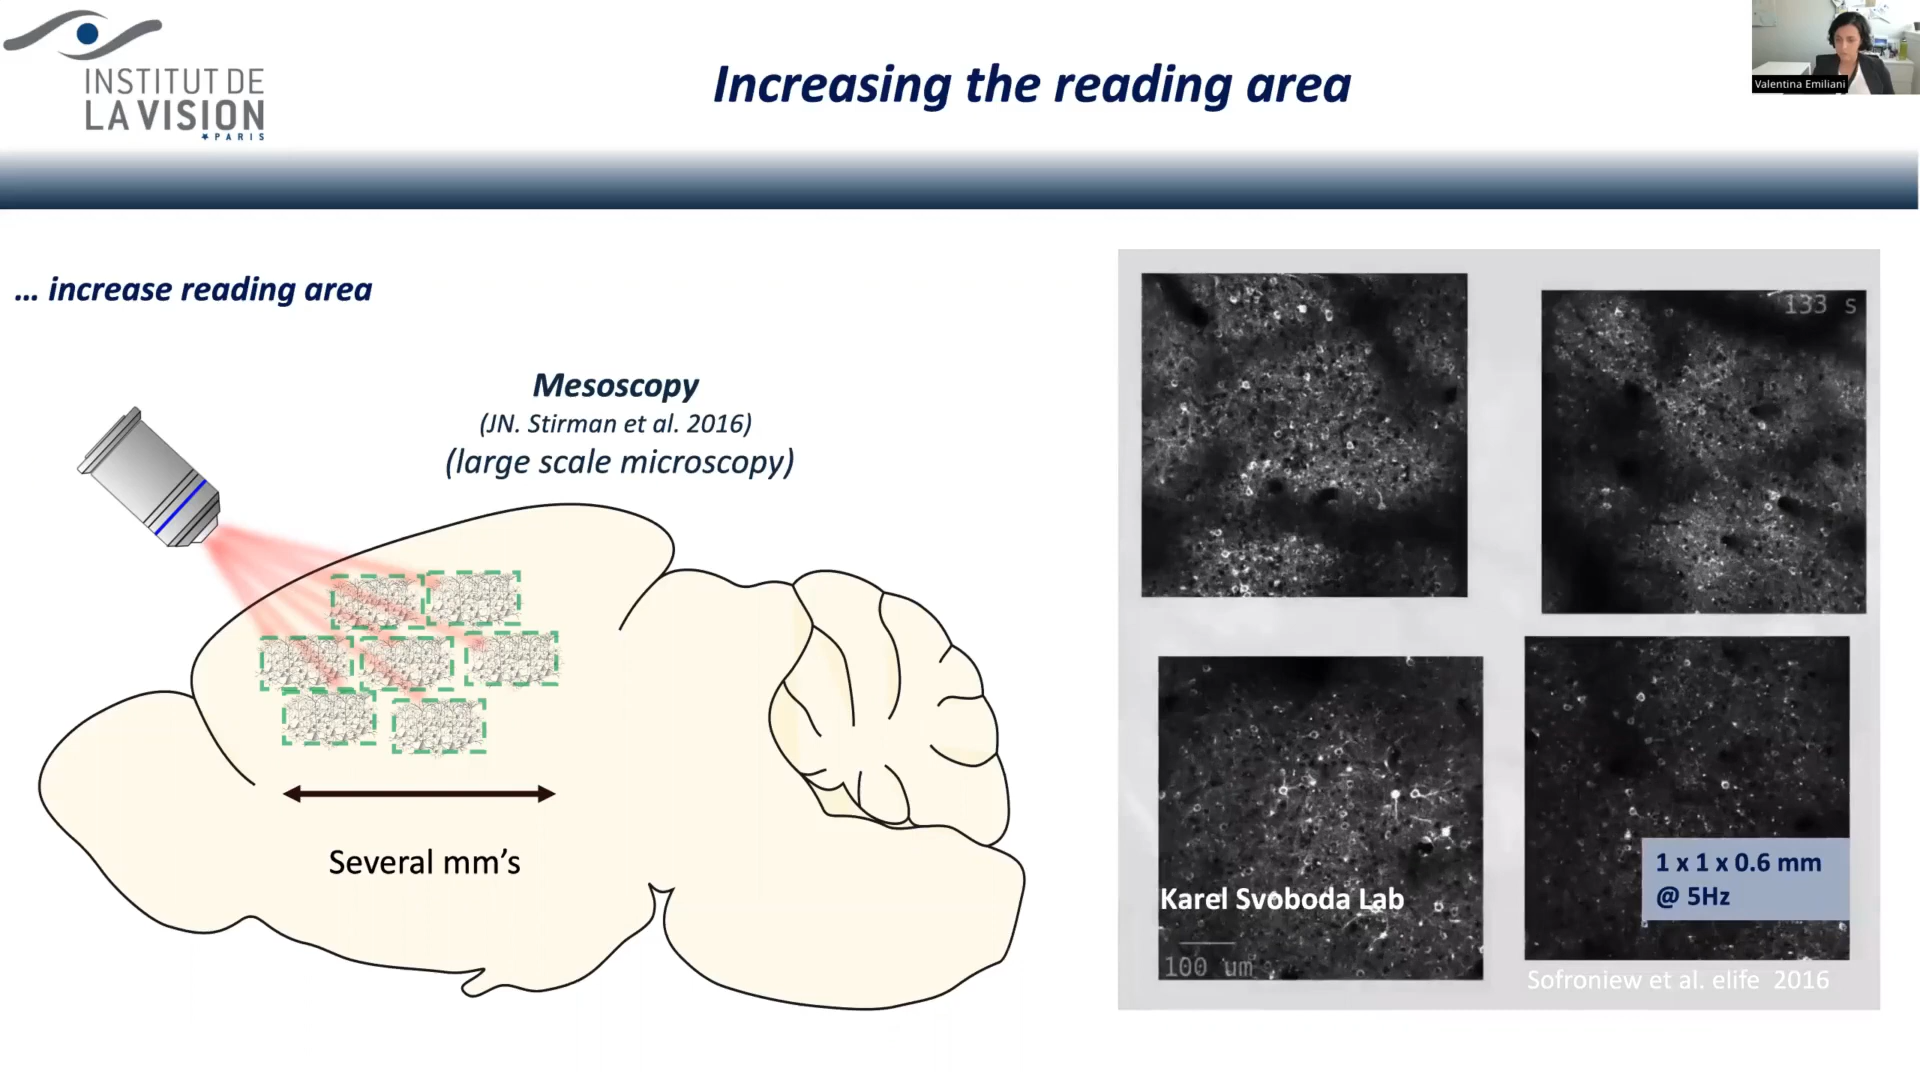 INSTITUT DE
LA VISION
PARIS
Increasing the reading area
Valentina Emiliani
... increase reading area
Mesoscopy
(JN. Stirman et al. 2016)
(large scale microscopy)
Several mm's
133 s
Karel Svoboda Lab
100 um
1 x 1 x 0.6 mm
@ 5Hz
Sofroniew et al. elife 2016